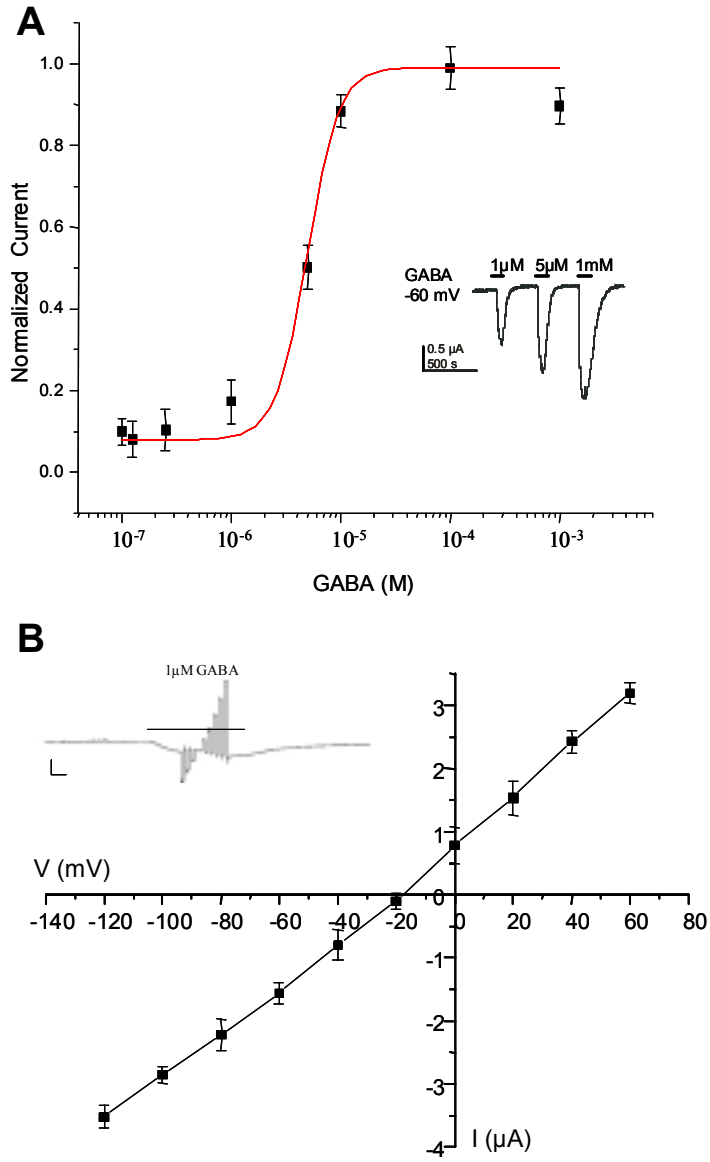 A
1.0
0.8
0.6
0.4
0.2
0.0
Normalized Current
10⁻⁷ 10⁻⁶ 10⁻⁵ 10⁻⁴ 10⁻³
GABA (M)
GABA
-60 mV
1μM 5μM 1mM
0.5 μA
500 s
B
1μM GABA
V (mV)
3
2
1
0
-1
-2
-3
-4
-140 -120 -100 -80 -60 -40 -20 0 20 40 60 80
I (μA)